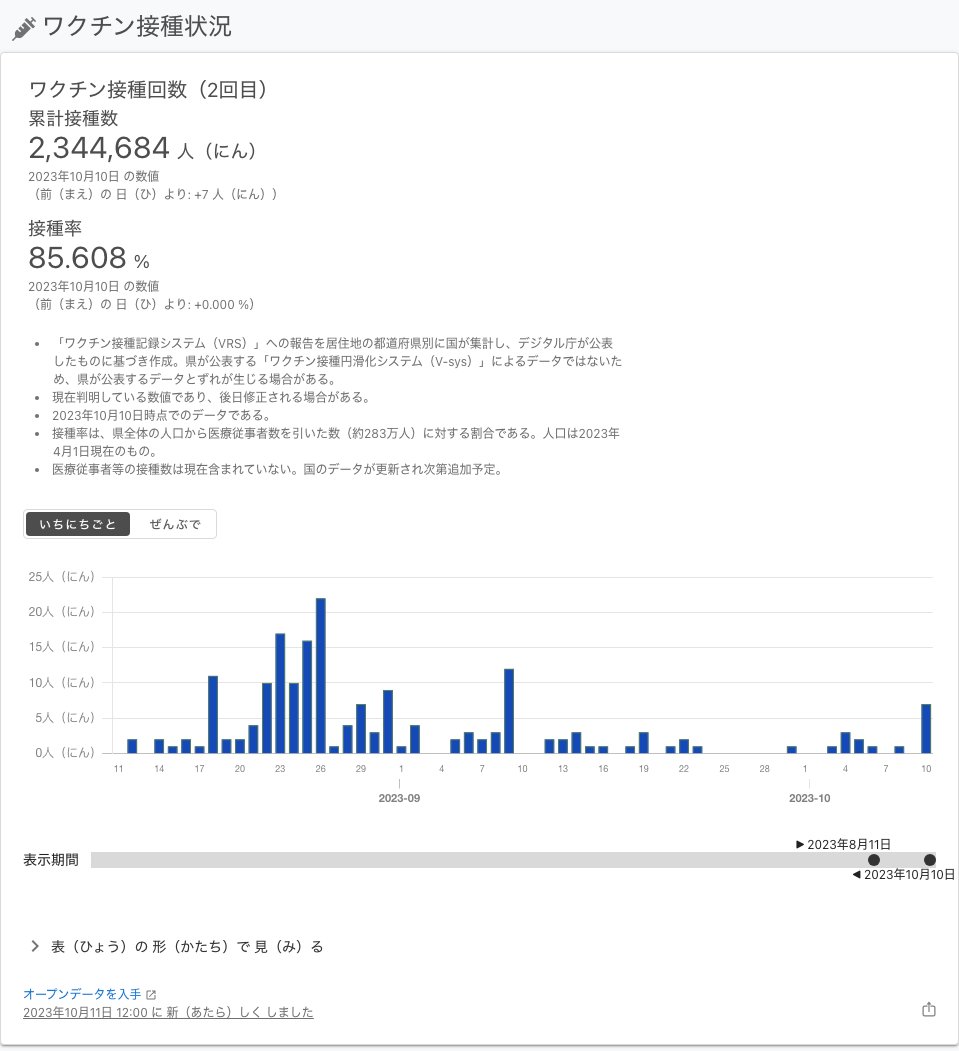 ワクチン接種状況
ワクチン接種回数（2回目）
累計接種数
2,344,684 人（にん）
2023年10月10日 の数値
（前（まえ）の 日（ひ）より: +7 人（にん））
接種率
85.608 %
2023年10月10日 の数値
（前（まえ）の 日（ひ）より: +0.000 %）
• 「ワクチン接種記録システム（VRS）」への報告を居住地の都道府県別に国が集計し、デジタル庁が公表
したものに基づき作成。県が公表する「ワクチン接種円滑化システム（V-sys）」によるデータではないた
め、県が公表するデータとずれが生じる場合がある。
• 現在判明している数値であり、後日修正される場合がある。
• 2023年10月10日時点でのデータである。
• 接種率は、県全体の人口から医療従事者数を引いた数（約283万人）に対する割合である。人口は2023年
4月1日現在のもの。
• 医療従事者等の接種数は現在含まれていない。国のデータが更新され次第追加予定。
いちにちごと ぜんぶで
25人（にん）
20人（にん）
15人（にん）
10人（にん）
5人（にん）
0人（にん）
11 14 17 20 23 26 29 1 4 7 10 13 16 19 22 25 28 1 4 7 10
2023-09 2023-10
▶ 2023年8月11日
表示期間
◀ 2023年10月10日
表（ひょう）の 形（かたち）で 見（み）る
オープンデータを入手
2023年10月11日 12:00 に 新（あたら）しく しました